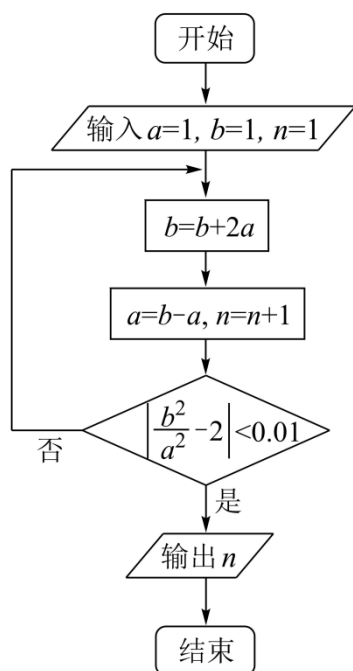 开始
输入a=1, b=1, n=1
b=b+2a
a=b-a, n=n+1
|b²/a² -2|<0.01
否
是
输出n
结束